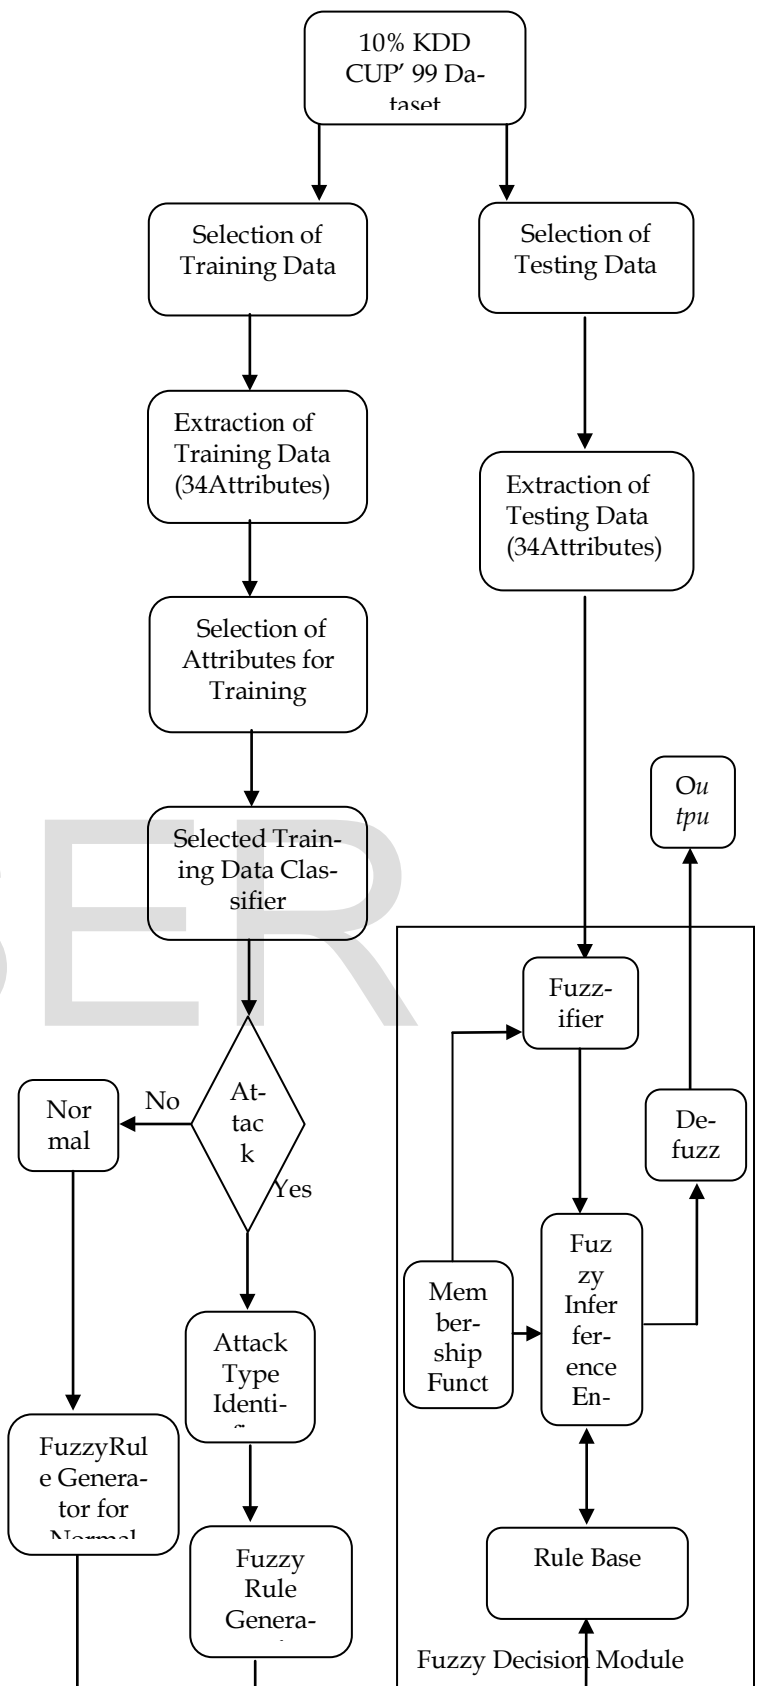 10% KDD
CUP’ 99 Da-
taset
Selection of
Training Data
Selection of
Testing Data
Extraction of
Training Data
(34Attributes)
Extraction of
Testing Data
(34Attributes)
Selection of
Attributes for
Training
Selected Train-
ing Data Clas-
sifier
Ou
tpu
SER
Fuzz-
ifier
At-
tac
k
No
Yes
Nor
mal
De-
fuzz
Mem
ber-
ship
Funct
Fuz
zy
Infer
fer-
ence
En-
Attack
Type
Identi-
FuzzyRul
e Genera-
tor for
Normal
Fuzzy
Rule
Genera-
Rule Base
Fuzzy Decision Module